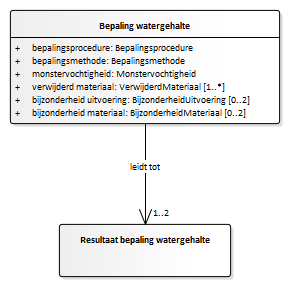 Bepaling watergehalte
+ bepalingsprocedure: Bepalingsprocedure
+ bepalingsmethode: Bepalingsmethode
+ monstervochtigheid: Monstervochtigheid
+ verwijderd materiaal: VerwijderdMateriaal [1..*]
+ bijzonderheid uitvoering: BijzonderheidUitvoering [0..2]
+ bijzonderheid materiaal: BijzonderheidMateriaal [0..2]
leidt tot
1..2
Resultaat bepaling watergehalte